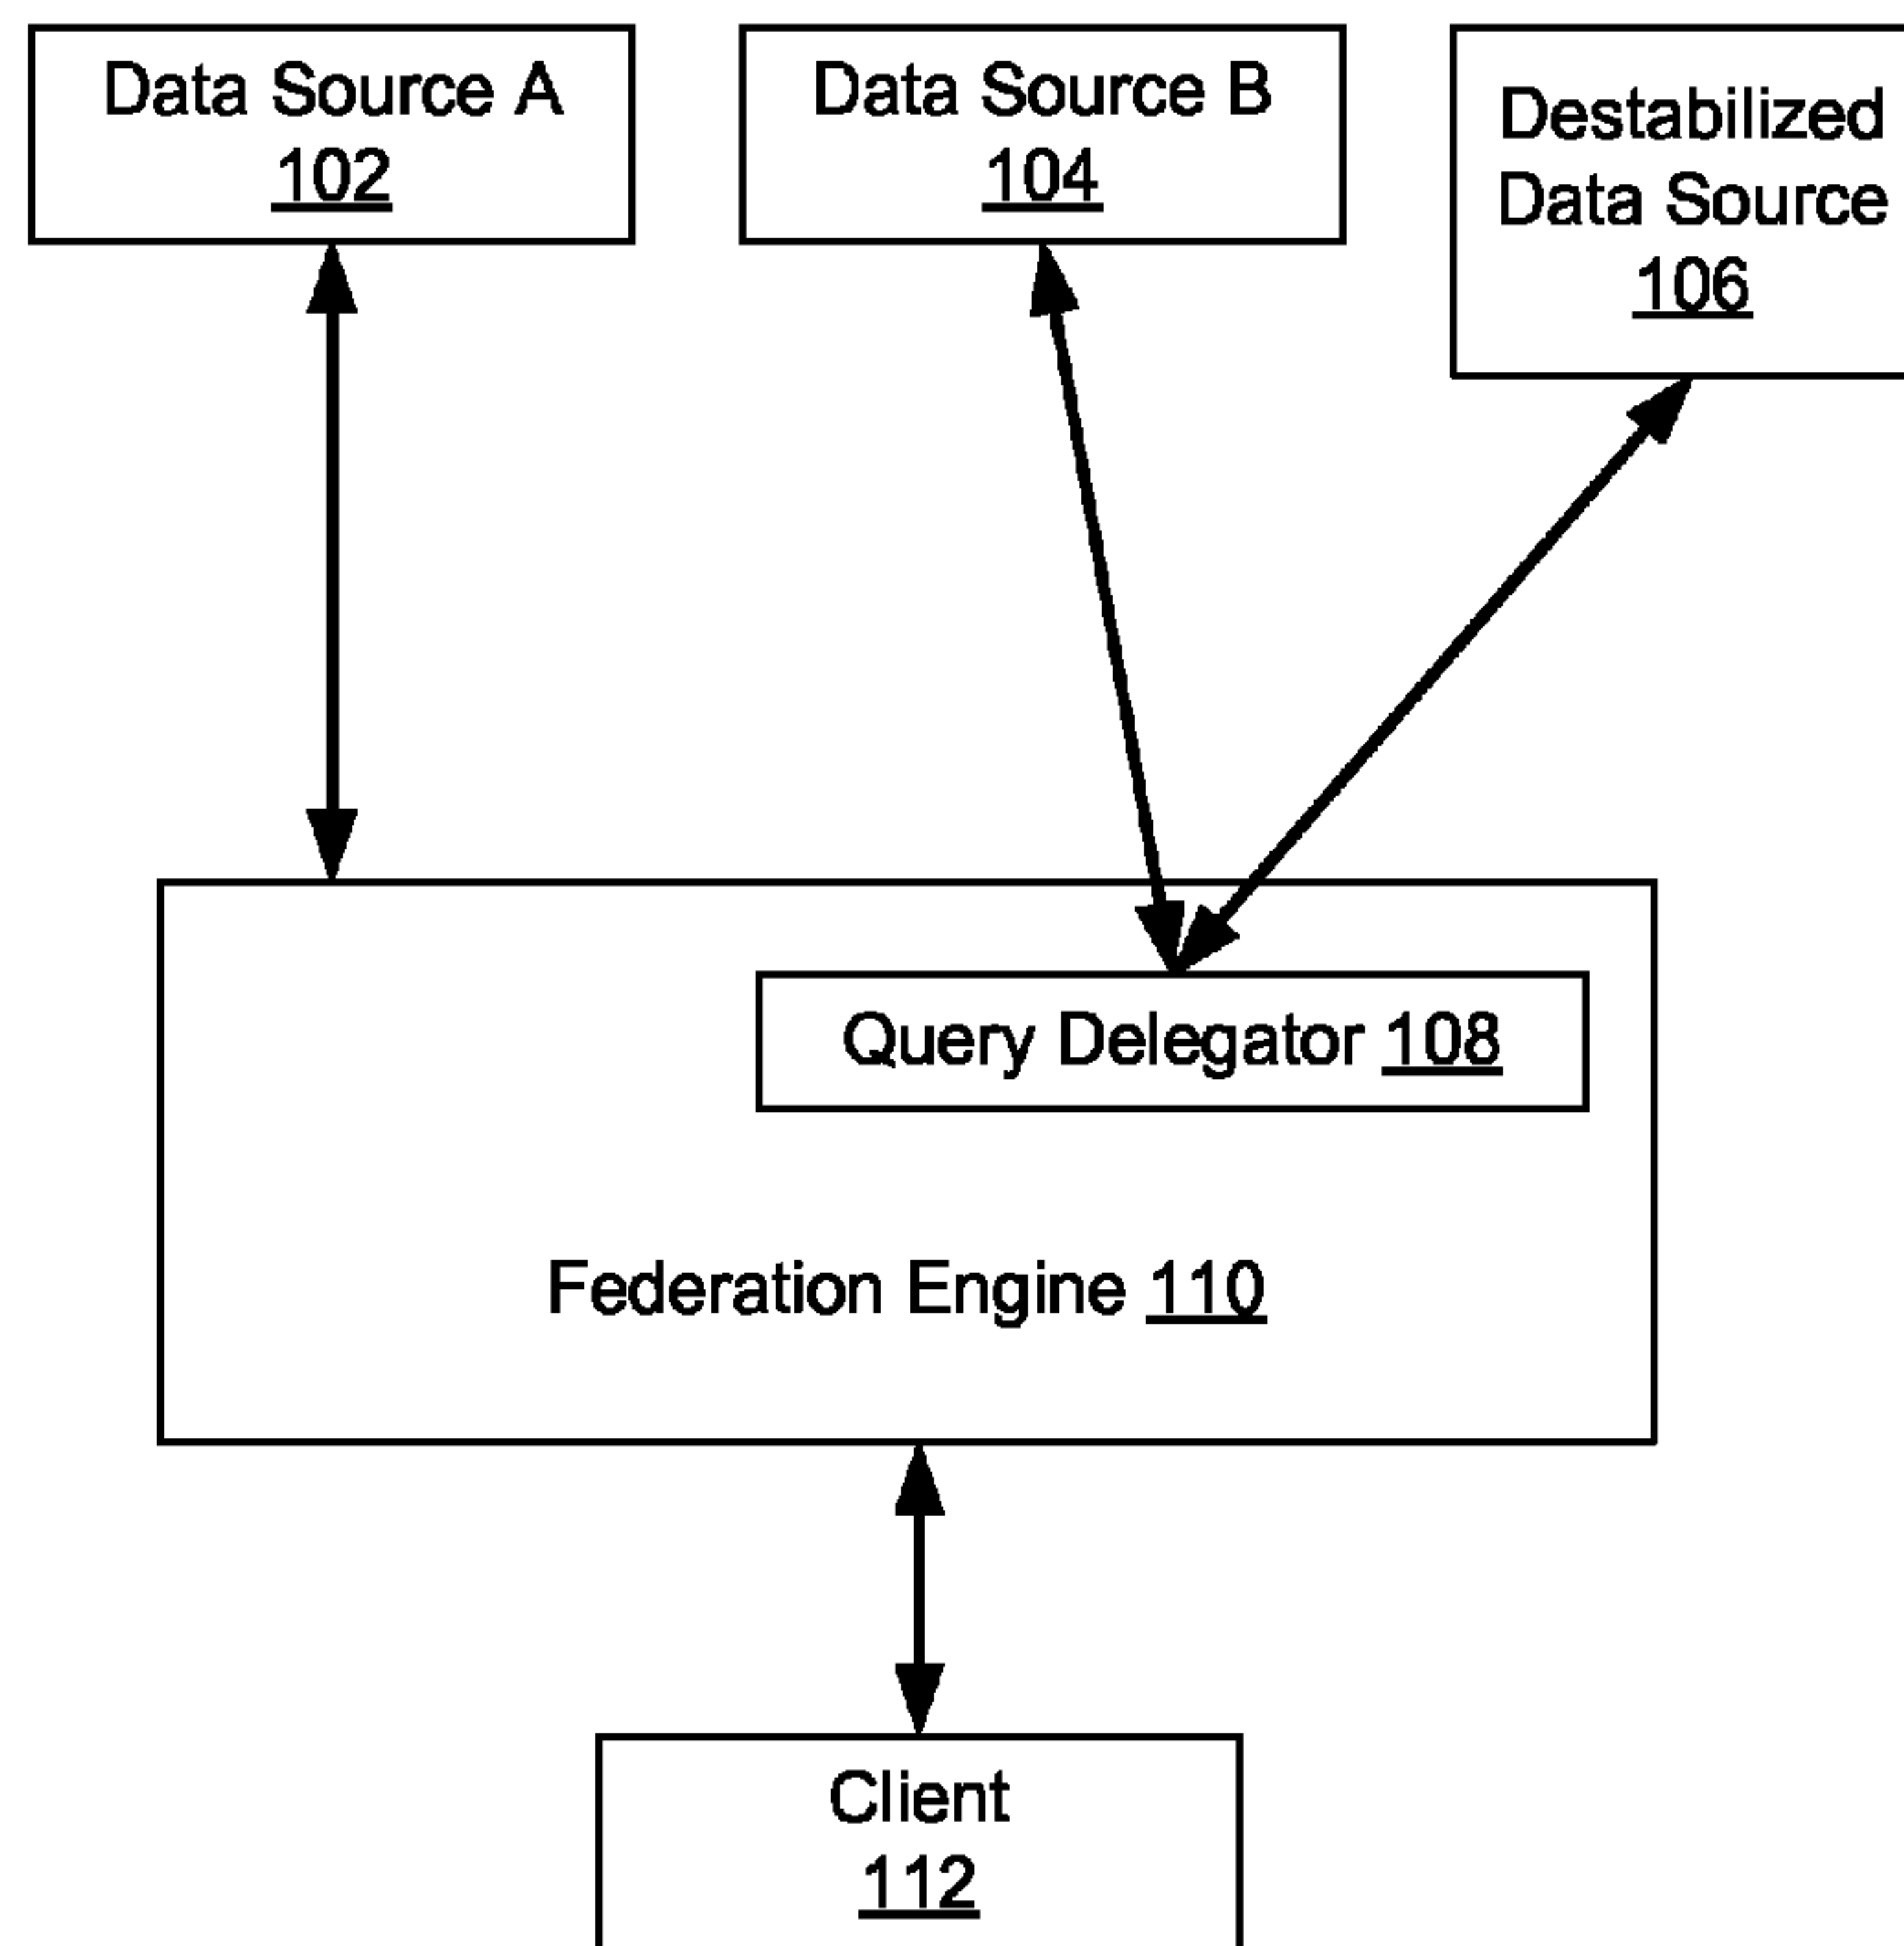 Data Source A
102
Data Source B
104
Destabilized
Data Source
106
Query Delegator 108
Federation Engine 110
Client
112